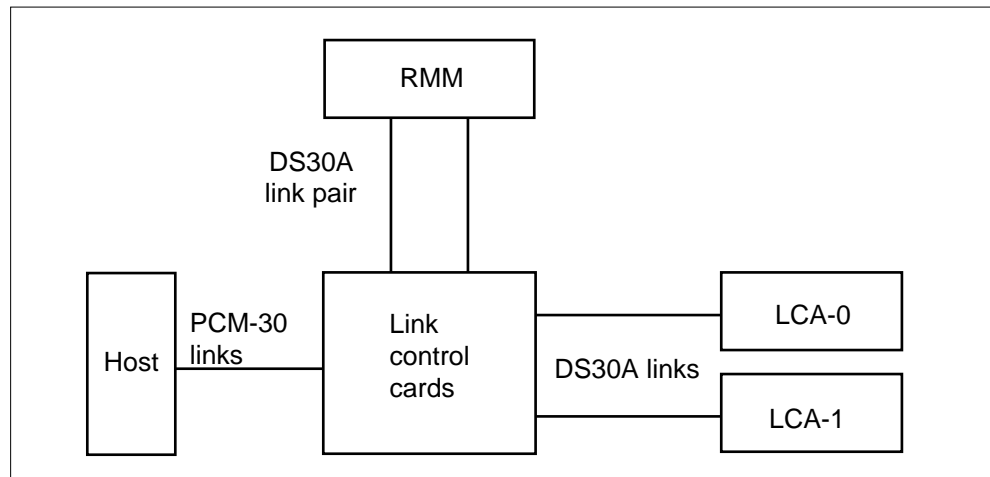 RMM
DS30A
link pair
PCM-30
links
Host
Link
control
cards
DS30A links
LCA-0
LCA-1